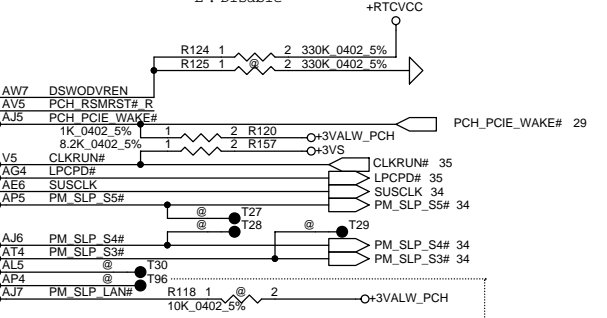 +RTCVCC
R124 1 2 330K_0402_5%
R125 1 @ 2 330K_0402_5%
AW7 DSWODVREN
AV5 PCH_RSMRST#_R
AJ5 PCH_PCIE_WAKE# PCH_PCIE_WAKE# 29
1K_0402_5% 1 2 R120 +3VALW_PCH
8.2K_0402_5% 1 2 R157 +3VS
V5 CLKRUN# CLKRUN# 35
AG4 LPCPD# LPCPD# 35
AE6 SUSCLK SUSCLK 34
AP5 PM_SLP_S5# PM_SLP_S5# 34
@ T27
@ T28 @ T29
AJ6 PM_SLP_S4# PM_SLP_S4# 34
AT4 PM_SLP_S3# PM_SLP_S3# 34
AL5 @ T30
AP4 @ T96
AJ7 PM_SLP_LAN# R118 1 @ 2 +3VALW_PCH
10K_0402_5%